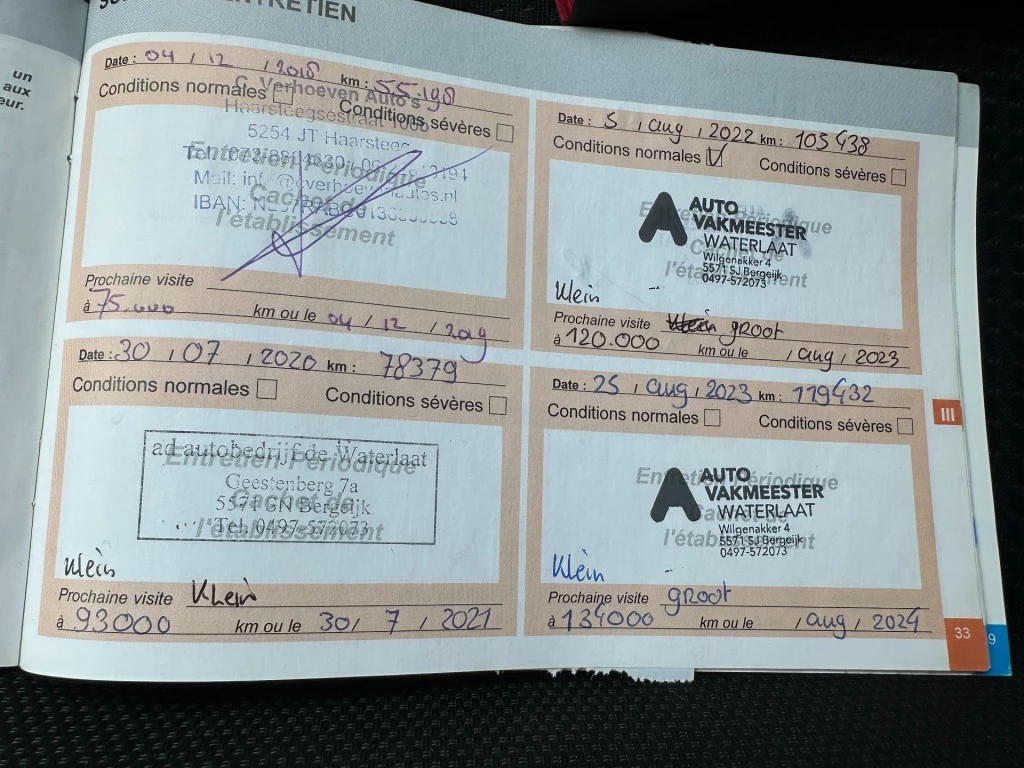 ENTRETIEN
un
aux
eur.
Date : 04 / 12 / 2018 km : 55.198
Conditions normales Conditions sévères
C. Verhoeven Auto's
Haarsteegsestraat
5254 JT Haarsteeg
Entretien Périodique
Cachet de
l'établissement
Prochaine visite
à 75.000 km ou le 04 / 12 / 2019
Date : 30 / 07 / 2020 km : 78379
Conditions normales Conditions sévères
ad autobedrijf de Waterlaat
Entretien Périodique
Geestenberg 7a
Cachet de
5571 GN Bergeijk
l'établissement
Tel. 0497-572073
Klein
Prochaine visite Klein
à 93000 km ou le 30 / 7 / 2021
Date : 5 / aug / 2022 km : 105438
Conditions normales Conditions sévères
AUTO
VAKMEESTER
WATERLAAT
Wilgenakker 4
5571 SJ Bergeijk
0497-572073
Entretien Périodique
Cachet de
l'établissement
Klein
Prochaine visite Klein groot
à 120.000 km ou le / aug / 2023
Date : 25 / aug / 2023 km : 119432
Conditions normales Conditions sévères
AUTO
VAKMEESTER
WATERLAAT
Wilgenakker 4
5571 SJ Bergeijk
0497-572073
Entretien Périodique
Cachet de
l'établissement
Klein
Prochaine visite groot
à 134000 km ou le / aug / 2024
III
33
9